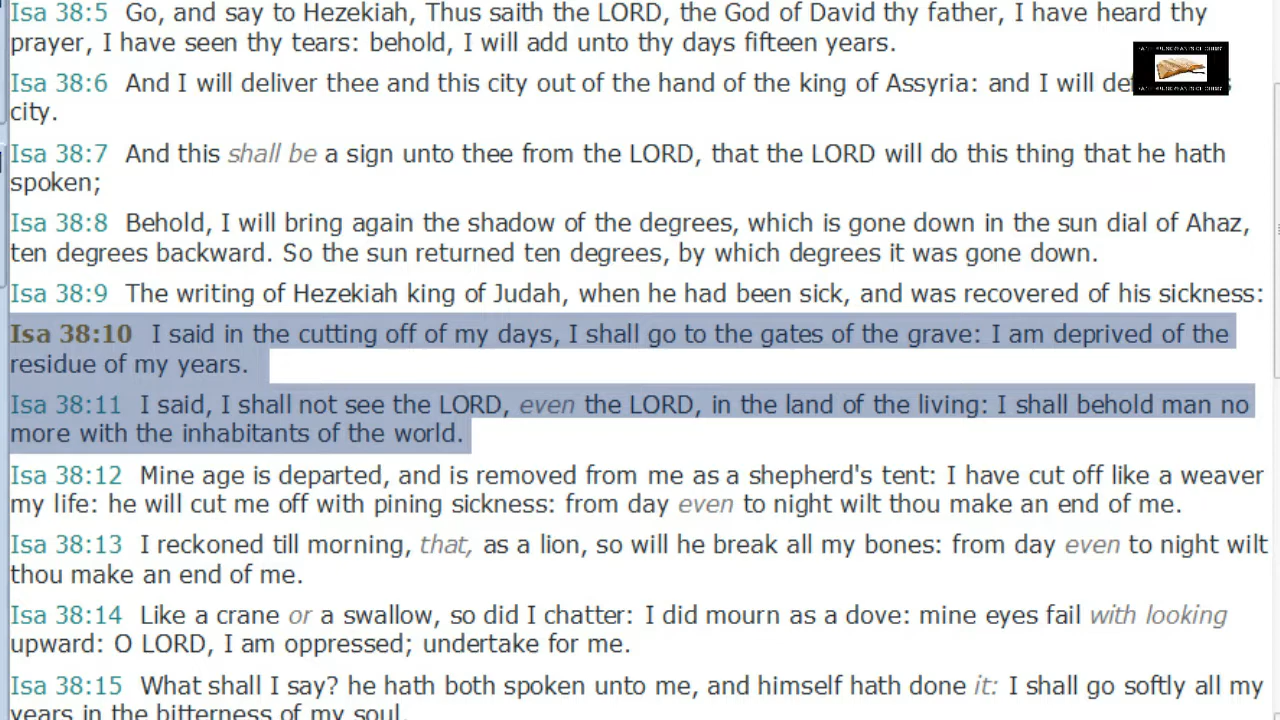 Isa 38:5 Go, and say to Hezekiah, Thus saith the LORD, the God of David thy father, I have heard thy
prayer, I have seen thy tears: behold, I will add unto thy days fifteen years.
Isa 38:6 And I will deliver thee and this city out of the hand of the king of Assyria: and I will
city.
Isa 38:7 And this shall be a sign unto thee from the LORD, that the LORD will do this thing that he hath
spoken;
Isa 38:8 Behold, I will bring again the shadow of the degrees, which is gone down in the sun dial of Ahaz,
ten degrees backward. So the sun returned ten degrees, by which degrees it was gone down.
Isa 38:9 The writing of Hezekiah king of Judah, when he had been sick, and was recovered of his sickness:
Isa 38:10 I said in the cutting off of my days, I shall go to the gates of the grave: I am deprived of the
residue of my years.
Isa 38:11 I said, I shall not see the LORD, even the LORD, in the land of the living: I shall behold man no
more with the inhabitants of the world.
Isa 38:12 Mine age is departed, and is removed from me as a shepherd's tent: I have cut off like a weaver
my life: he will cut me off with pining sickness: from day even to night wilt thou make an end of me.
Isa 38:13 I reckoned till morning, that, as a lion, so will he break all my bones: from day even to night wilt
thou make an end of me.
Isa 38:14 Like a crane or a swallow, so did I chatter: I did mourn as a dove: mine eyes fail with looking
upward: O LORD, I am oppressed; undertake for me.
Isa 38:15 What shall I say? he hath both spoken unto me, and himself hath done it: I shall go softly all my
years in the bitterness of my soul.